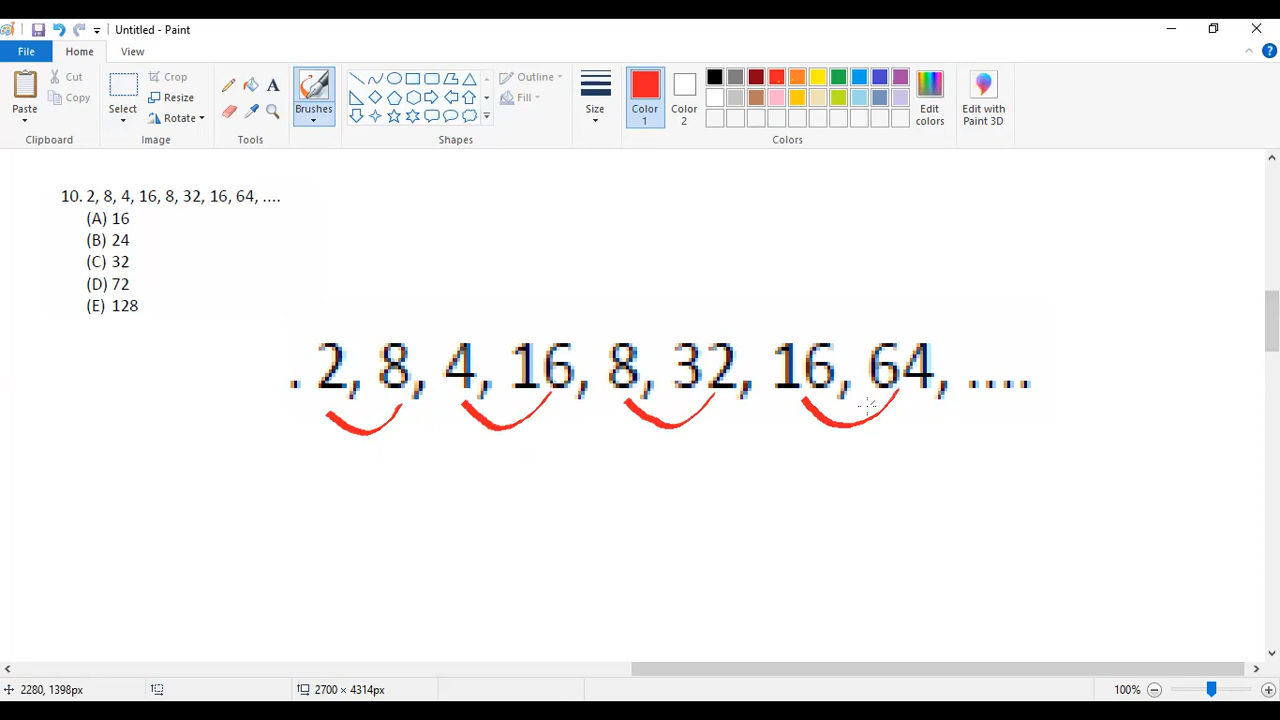 Untitled - Paint
File Home View
Paste
Cut
Copy
Clipboard
Select
Crop
Resize
Rotate
Image
A
Tools
Brushes
Outline
Fill
Shapes
Size
Color 1
Color 2
Edit colors
Edit with Paint 3D
Colors
10. 2, 8, 4, 16, 8, 32, 16, 64, ....
(A) 16
(B) 24
(C) 32
(D) 72
(E) 128
. 2, 8, 4, 16, 8, 32, 16, 64, ....
2280, 1398px
2700 × 4314px
100%